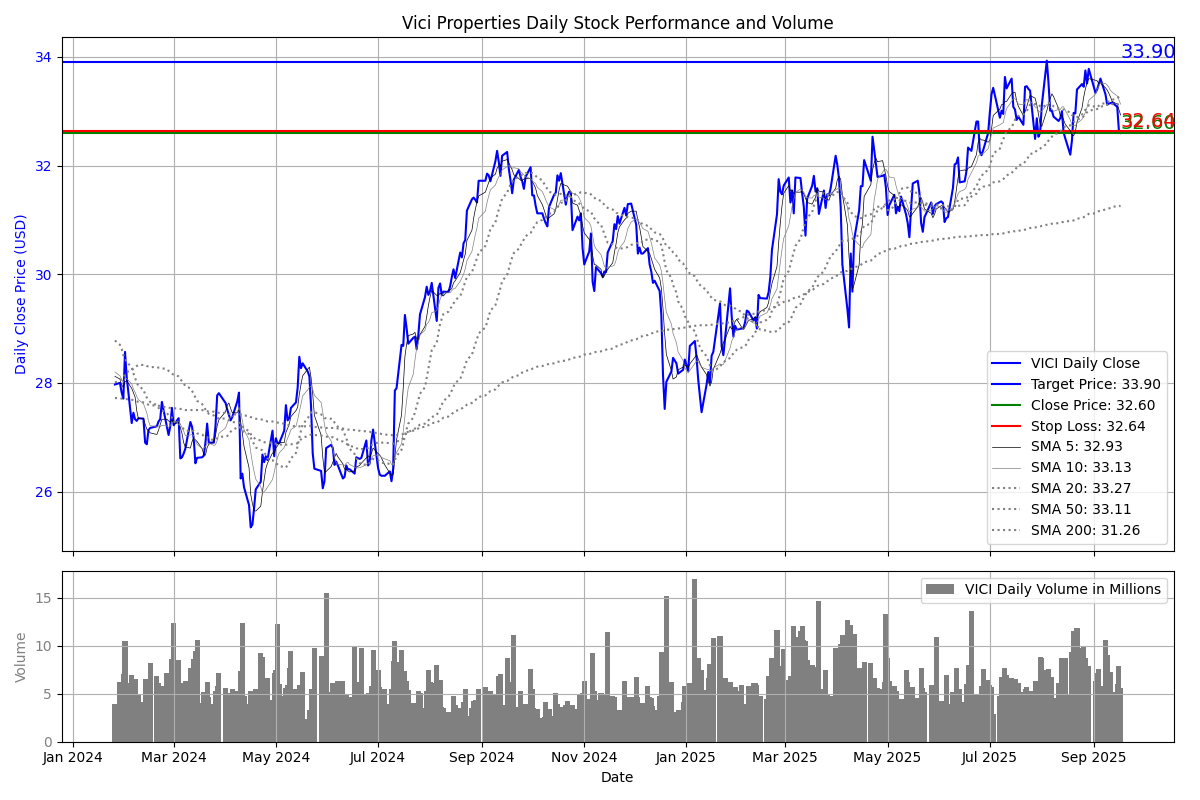 Vici Properties Daily Stock Performance and Volume
Daily Close Price (USD)
34
32
30
28
26
33.90
32.64
32.60
VICI Daily Close
Target Price: 33.90
Close Price: 32.60
Stop Loss: 32.64
SMA 5: 32.93
SMA 10: 33.13
SMA 20: 33.27
SMA 50: 33.11
SMA 200: 31.26
Volume
15
10
5
0
VICI Daily Volume in Millions
Jan 2024 Mar 2024 May 2024 Jul 2024 Sep 2024 Nov 2024 Jan 2025 Mar 2025 May 2025 Jul 2025 Sep 2025
Date